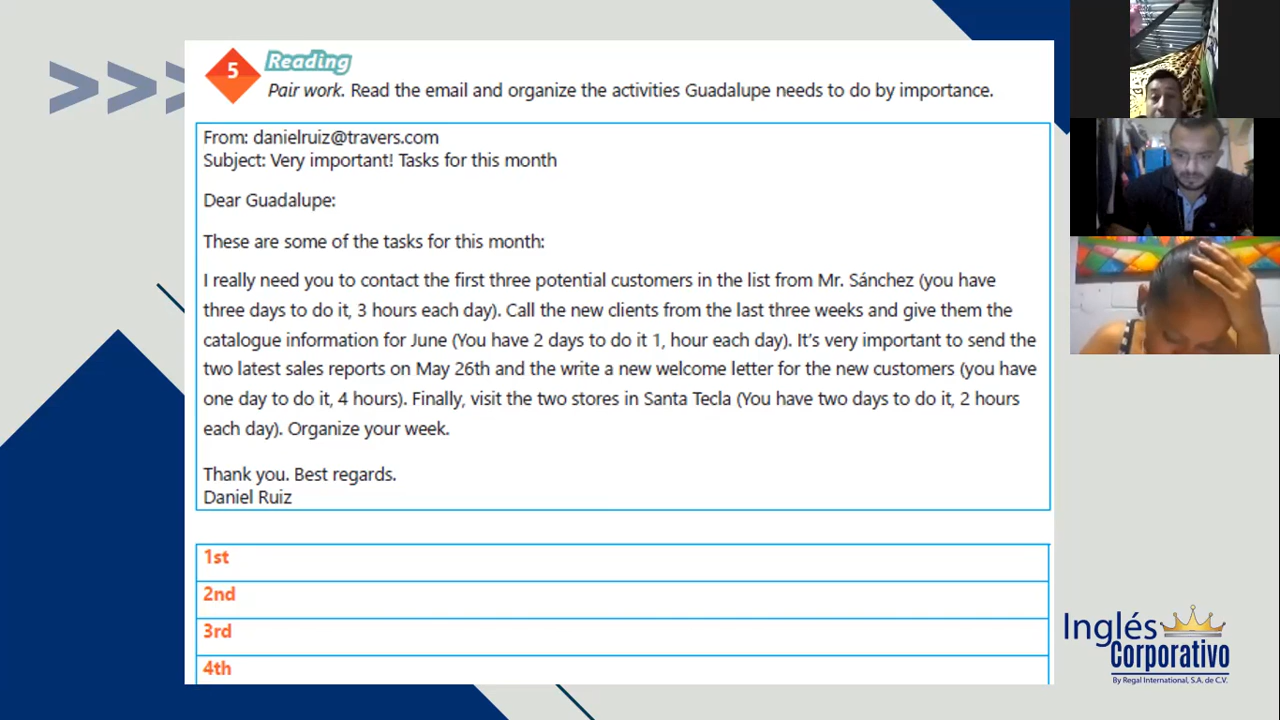 5
Reading
Pair work. Read the email and organize the activities Guadalupe needs to do by importance.
From: danielruiz@travers.com
Subject: Very important! Tasks for this month
Dear Guadalupe:
These are some of the tasks for this month:
I really need you to contact the first three potential customers in the list from Mr. Sánchez (you have
three days to do it, 3 hours each day). Call the new clients from the last three weeks and give them the
catalogue information for June (You have 2 days to do it 1, hour each day). It's very important to send the
two latest sales reports on May 26th and the write a new welcome letter for the new customers (you have
one day to do it, 4 hours). Finally, visit the two stores in Santa Tecla (You have two days to do it, 2 hours
each day). Organize your week.
Thank you. Best regards.
Daniel Ruiz
1st
2nd
3rd
4th
Inglés
Corporativo
By Regal International, S.A. de C.V.